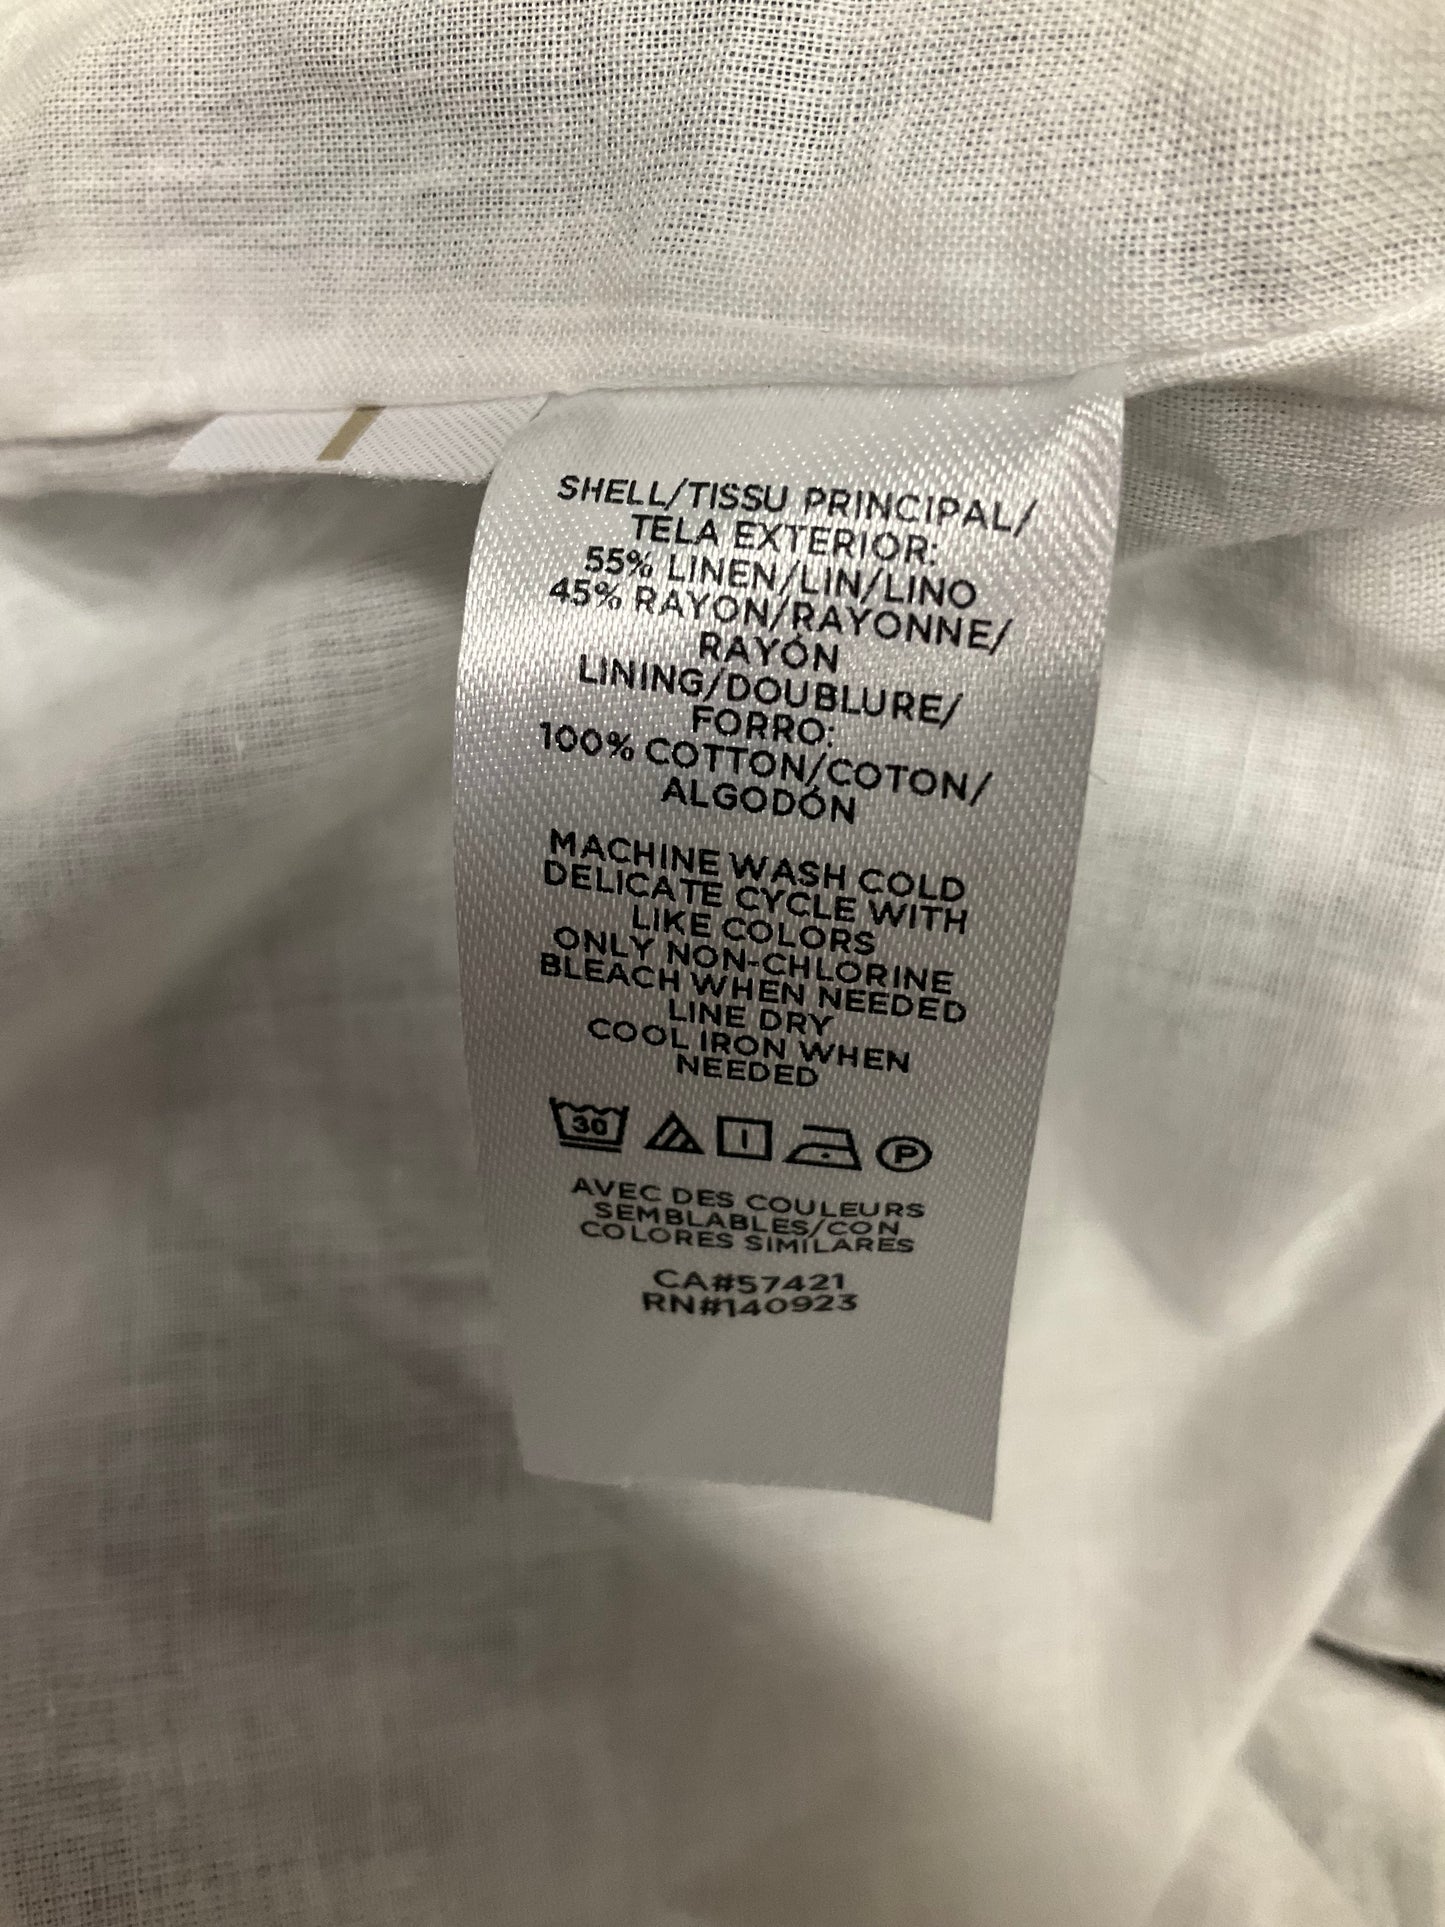 SHELL/TISSU PRINCIPAL/
TELA EXTERIOR:
55% LINEN/LIN/LINO
45% RAYON/RAYONNE/
RAYÓN
LINING/DOUBLURE/
FORRO:
100% COTTON/COTON/
ALGODÓN
MACHINE WASH COLD
DELICATE CYCLE WITH
LIKE COLORS
ONLY NON-CHLORINE
BLEACH WHEN NEEDED
LINE DRY
COOL IRON WHEN
NEEDED
30 P
AVEC DES COULEURS
SEMBLABLES/CON
COLORES SIMILARES
CA#57421
RN#140923